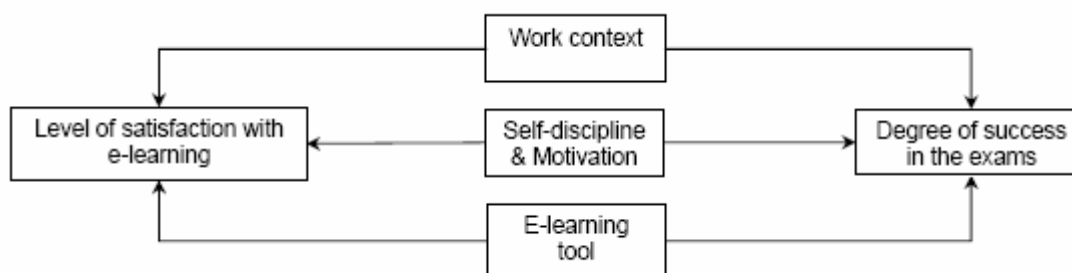 Work context
Level of satisfaction with
e-learning
Self-discipline
& Motivation
Degree of success
in the exams
E-learning
tool